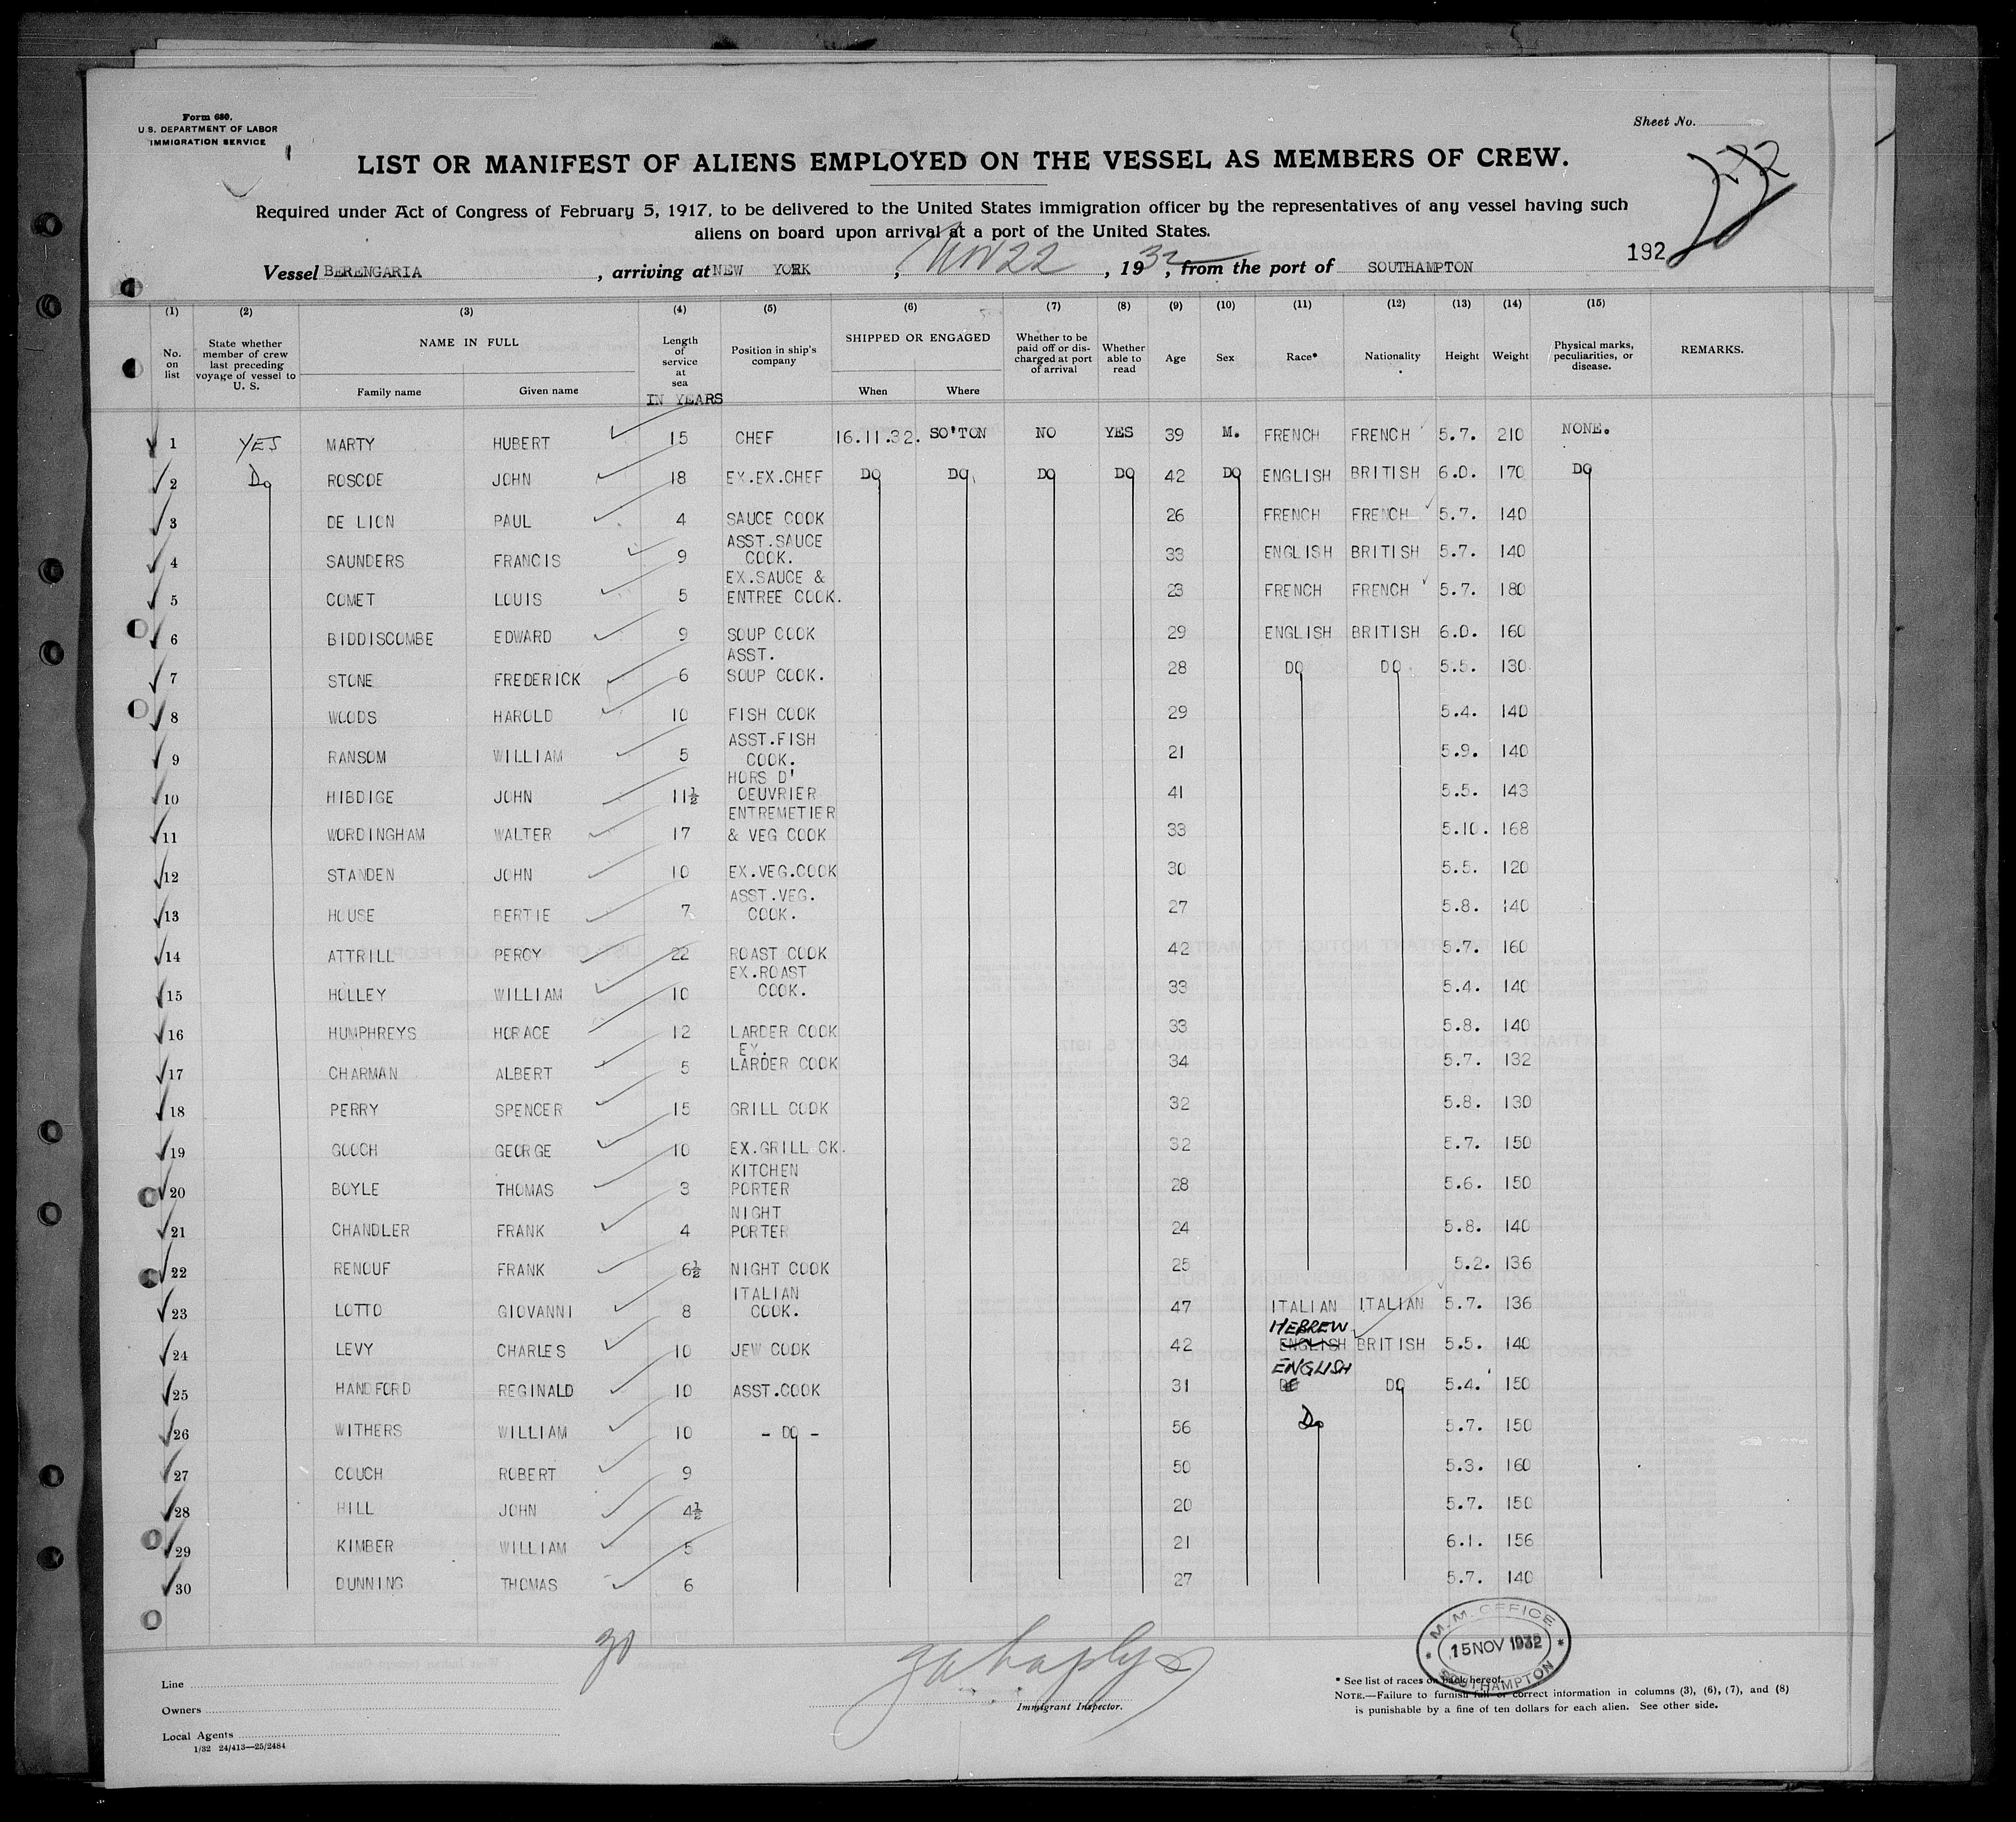 Form 680.
U. S. DEPARTMENT OF LABOR
IMMIGRATION SERVICE
Sheet No.
LIST OR MANIFEST OF ALIENS EMPLOYED ON THE VESSEL AS MEMBERS OF CREW.
Required under Act of Congress of February 5, 1917, to be delivered to the United States immigration officer by the representatives of any vessel having such
aliens on board upon arrival at a port of the United States.
Vessel BERENGARIA, arriving at NEW YORK, Nov 22, 1932, from the port of SOUTHAMPTON 192
(1) (2) (3) (4) (5) (6) (7) (8) (9) (10) (11) (12) (13) (14) (15)
No. on list | State whether member of crew last preceding voyage of vessel to U. S. | NAME IN FULL | Family name | Given name | Length of service at sea IN YEARS | Position in ship's company | SHIPPED OR ENGAGED | When | Where | Whether to be paid off or discharged at port of arrival | Whether able to read | Age | Sex | Race* | Nationality | Height | Weight | Physical marks, peculiarities, or disease. | REMARKS.
1 YES MARTY HUBERT 15 CHEF 16.11.32. SO'TON NO YES 39 M. FRENCH FRENCH 5.7. 210 NONE.
2 Do ROSCOE JOHN 18 EX.EX.CHEF DO DO DO DO 42 DO ENGLISH BRITISH 6.0. 170 DO
3 DE LION PAUL 4 SAUCE COOK 26 FRENCH FRENCH 5.7. 140
4 SAUNDERS FRANCIS 9 ASST.SAUCE COOK. 33 ENGLISH BRITISH 5.7. 140
5 COMET LOUIS 5 EX.SAUCE & ENTREE COOK. 23 FRENCH FRENCH 5.7. 180
6 BIDDISCOMBE EDWARD 9 SOUP COOK 29 ENGLISH BRITISH 6.0. 160
7 STONE FREDERICK 6 ASST. SOUP COOK. 28 DO DO 5.5. 130
8 WOODS HAROLD 10 FISH COOK 29 5.4. 140
9 RANSOM WILLIAM 5 ASST.FISH COOK. 21 5.9. 140
10 HIBDIGE JOHN 11½ HORS D' OEUVRIER 41 5.5. 143
11 WORDINGHAM WALTER 17 ENTREMETIER & VEG COOK 33 5.10. 168
12 STANDEN JOHN 10 EX.VEG.COOK 30 5.5. 120
13 HOUSE BERTIE 7 ASST.VEG. COOK. 27 5.8. 140
14 ATTRILL PERCY 22 ROAST COOK 42 5.7. 160
15 HOLLEY WILLIAM 10 EX.ROAST COOK. 33 5.4. 140
16 HUMPHREYS HORACE 12 LARDER COOK 33 5.8. 140
17 CHARMAN ALBERT 5 EX. LARDER COOK 34 5.7. 132
18 PERRY SPENCER 15 GRILL COOK 32 5.8. 130
19 GOOCH GEORGE 10 EX.GRILL CK. 32 5.7. 150
20 BOYLE THOMAS 3 KITCHEN PORTER 28 5.6. 150
21 CHANDLER FRANK 4 NIGHT PORTER 24 5.8. 140
22 RENOUF FRANK 6½ NIGHT COOK 25 5.2. 136
23 LOTTO GIOVANNI 8 ITALIAN COOK. 47 ITALIAN ITALIAN 5.7. 136
24 LEVY CHARLES 10 JEW COOK 42 HEBREW ENGLISH BRITISH 5.5. 140
25 HANDFORD REGINALD 10 ASST.COOK 31 ENGLISH DO 5.4. 150
26 WITHERS WILLIAM 10 - DO - 56 Do 5.7. 150
27 COUCH ROBERT 9 50 5.3. 160
28 HILL JOHN 4½ 20 5.7. 150
29 KIMBER WILLIAM 5 21 6.1. 156
30 DUNNING THOMAS 6 27 5.7. 140
30
M. M. OFFICE
15 NOV 1932
SOUTHAMPTON
Line
Owners
Local Agents
1/32 24/413—25/2484
Immigrant Inspector.
* See list of races on back hereof.
NOTE.—Failure to furnish full or correct information in columns (3), (6), (7), and (8)
is punishable by a fine of ten dollars for each alien. See other side.